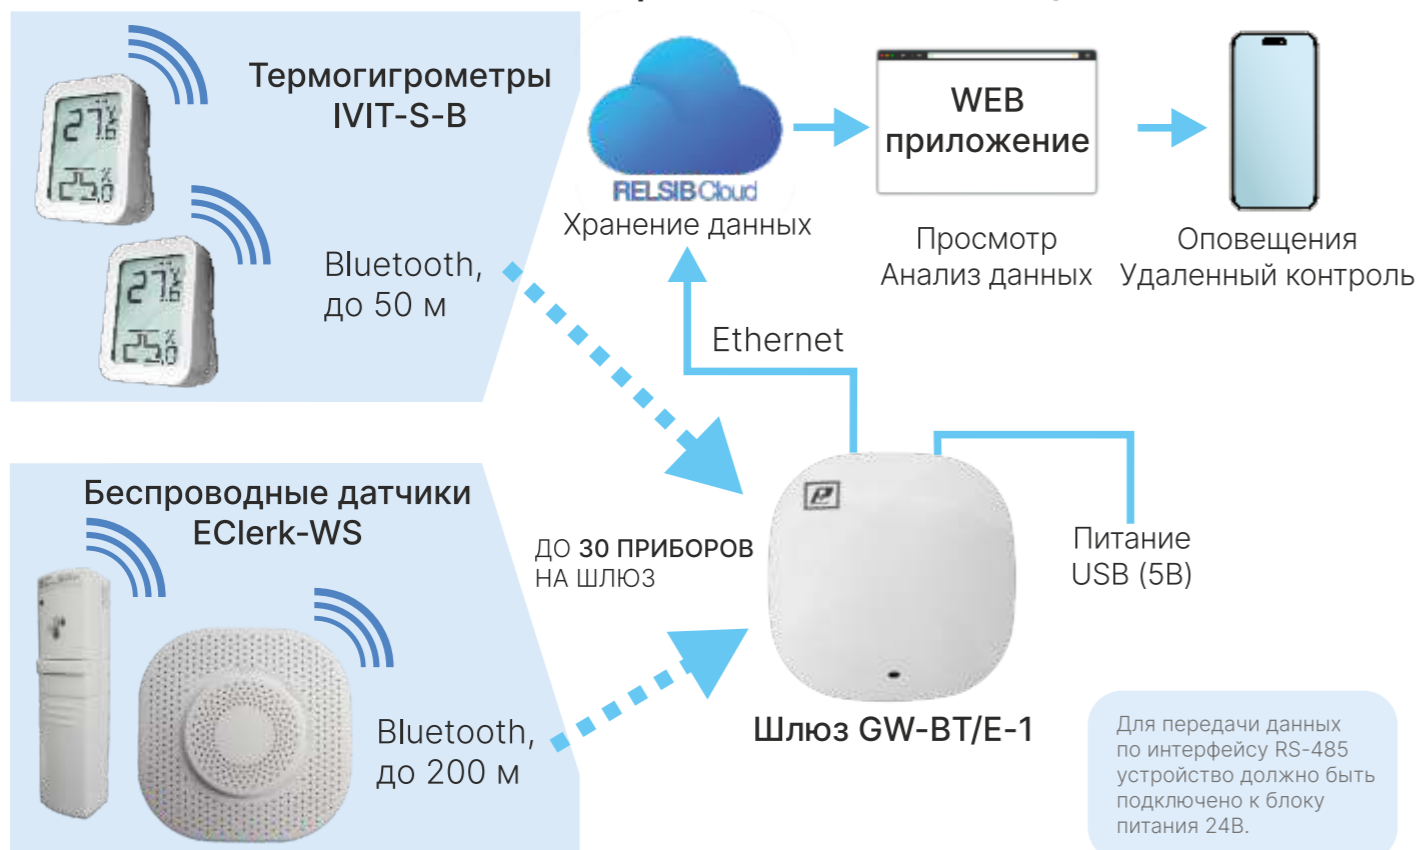 Термогигрометры
IVIT-S-B
Bluetooth,
до 50 м
RELSIB Cloud
Хранение данных
WEB
приложение
Просмотр
Анализ данных
Оповещения
Удаленный контроль
Ethernet
Беспроводные датчики
EClerk-WS
Bluetooth,
до 200 м
ДО 30 ПРИБОРОВ
НА ШЛЮЗ
Питание
USB (5В)
Шлюз GW-BT/E-1
Для передачи данных
по интерфейсу RS-485
устройство должно быть
подключено к блоку
питания 24В.